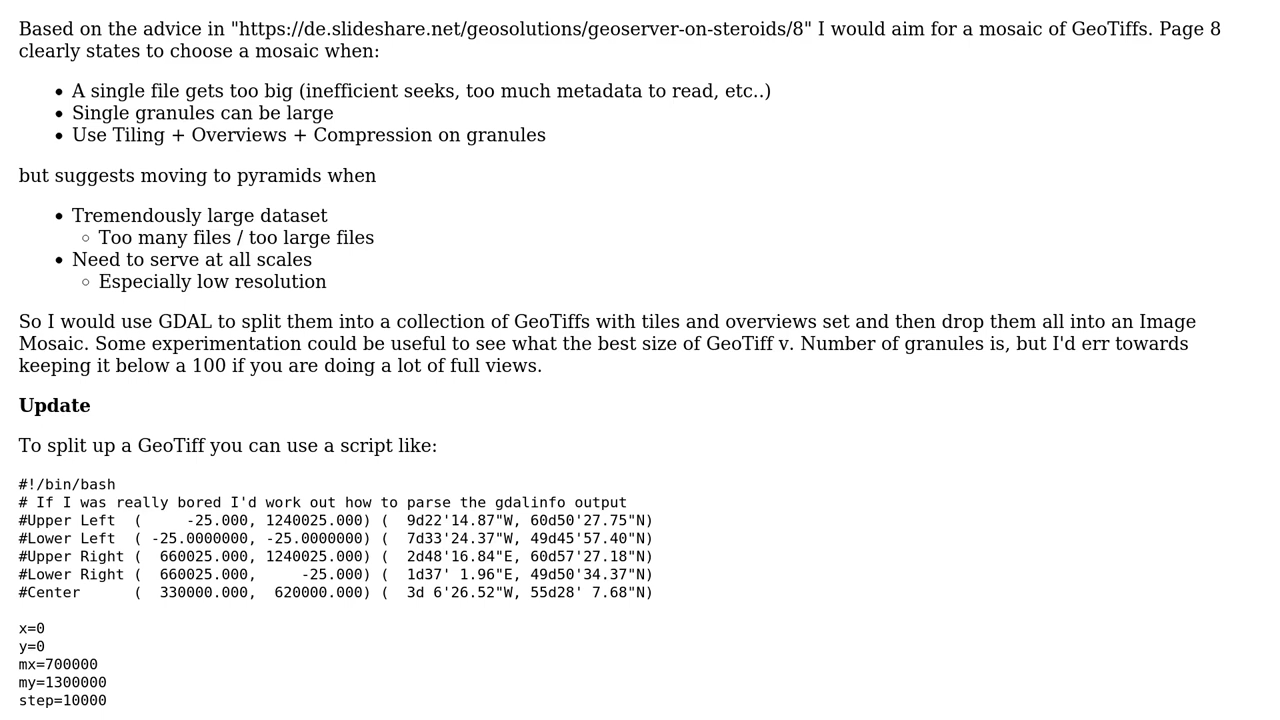 Based on the advice in "https://de.slideshare.net/geosolutions/geoserver-on-steroids/8" I would aim for a mosaic of GeoTiffs. Page 8
clearly states to choose a mosaic when:
• A single file gets too big (inefficient seeks, too much metadata to read, etc..)
• Single granules can be large
• Use Tiling + Overviews + Compression on granules
but suggests moving to pyramids when
• Tremendously large dataset
◦ Too many files / too large files
• Need to serve at all scales
◦ Especially low resolution
So I would use GDAL to split them into a collection of GeoTiffs with tiles and overviews set and then drop them all into an Image
Mosaic. Some experimentation could be useful to see what the best size of GeoTiff v. Number of granules is, but I'd err towards
keeping it below a 100 if you are doing a lot of full views.
Update
To split up a GeoTiff you can use a script like:
#!/bin/bash
# If I was really bored I'd work out how to parse the gdalinfo output
#Upper Left  (     -25.000, 1240025.000) (  9d22'14.87"W, 60d50'27.75"N)
#Lower Left  ( -25.0000000, -25.0000000) (  7d33'24.37"W, 49d45'57.40"N)
#Upper Right (  660025.000, 1240025.000) (  2d48'16.84"E, 60d57'27.18"N)
#Lower Right (  660025.000,     -25.000) (  1d37' 1.96"E, 49d50'34.37"N)
#Center      (  330000.000,  620000.000) (  3d 6'26.52"W, 55d28' 7.68"N)
x=0
y=0
mx=700000
my=1300000
step=10000